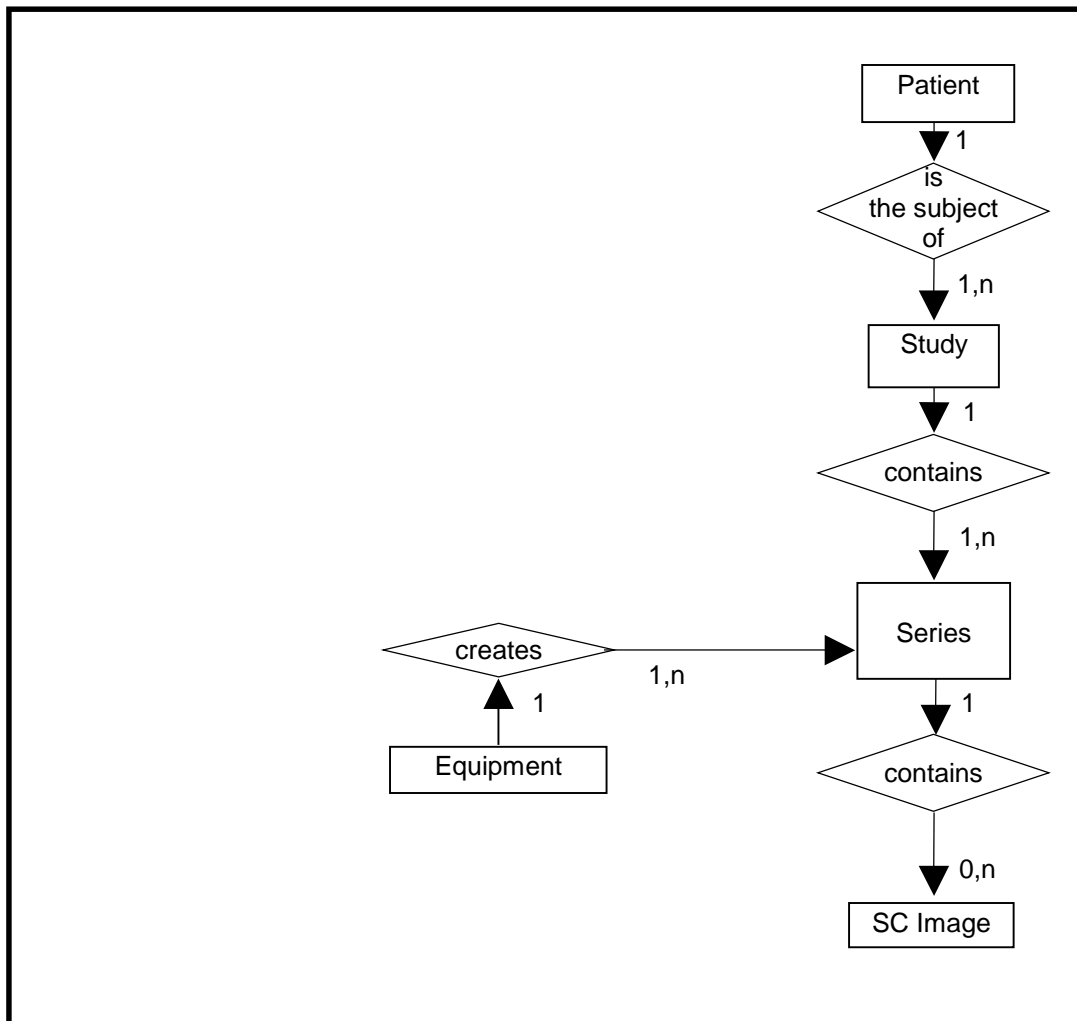 Patient
1
is
the subject
of
1,n
Study
1
contains
1,n
Series
creates
1,n
1
1
Equipment
contains
0,n
SC Image